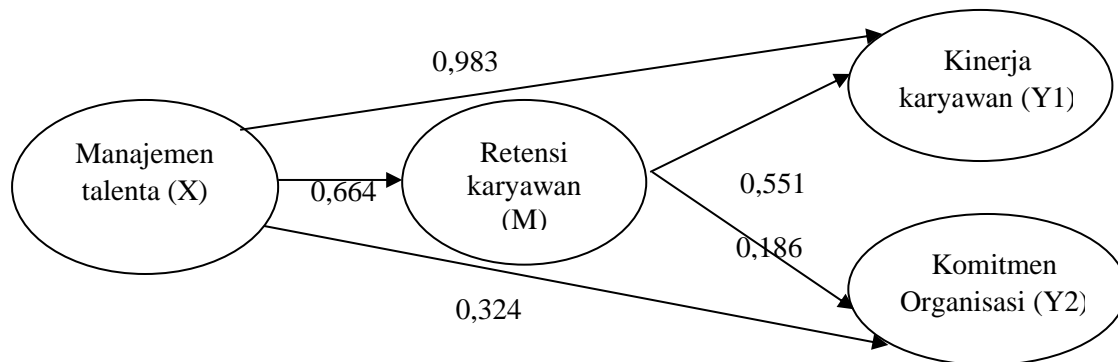 0,983
Kinerja
karyawan (Y1)
Manajemen
talenta (X)
0,664
Retensi
karyawan
(M)
0,551
0,186
0,324
Komitmen
Organisasi (Y2)